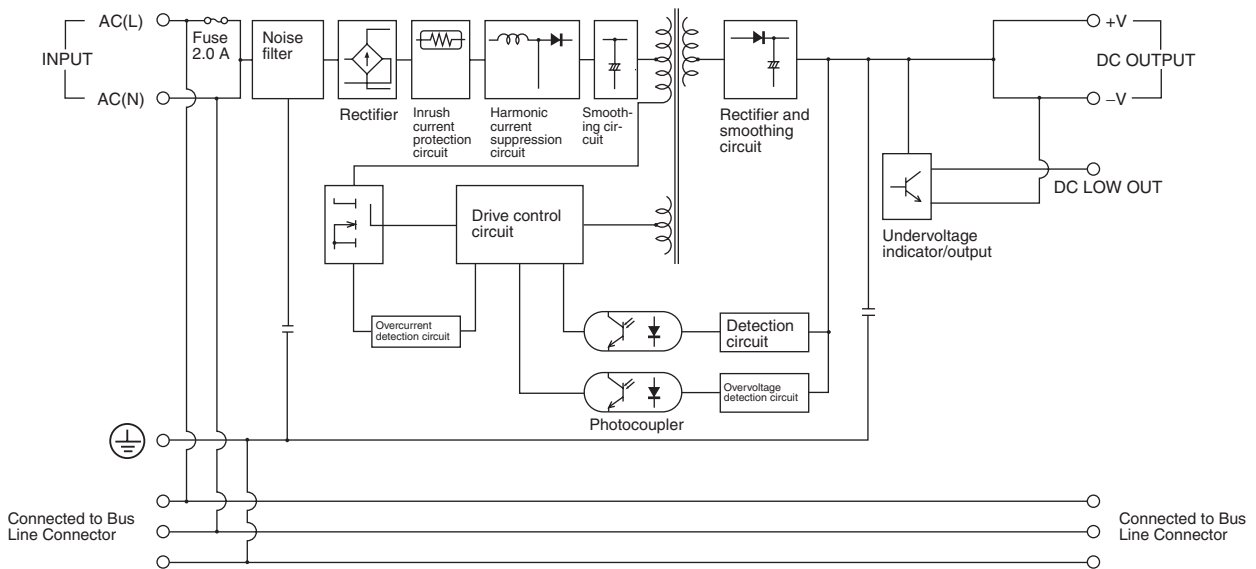 AC(L)
INPUT
AC(N)
Fuse
2.0 A
Noise
filter
Rectifier
Inrush
current
protection
circuit
Harmonic
current
suppression
circuit
Smooth-
ing cir-
cuit
Rectifier and
smoothing
circuit
+V
DC OUTPUT
–V
DC LOW OUT
Undervoltage
indicator/output
Drive control
circuit
Overcurrent
detection circuit
Detection
circuit
Overvoltage
detection circuit
Photocoupler
Connected to Bus
Line Connector
Connected to Bus
Line Connector